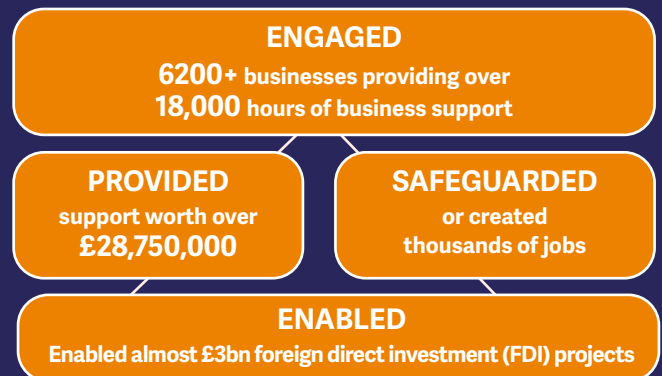 ENGAGED
6200+ businesses providing over
18,000 hours of business support
PROVIDED
support worth over
£28,750,000
SAFEGUARDED
or created
thousands of jobs
ENABLED
Enabled almost £3bn foreign direct investment (FDI) projects